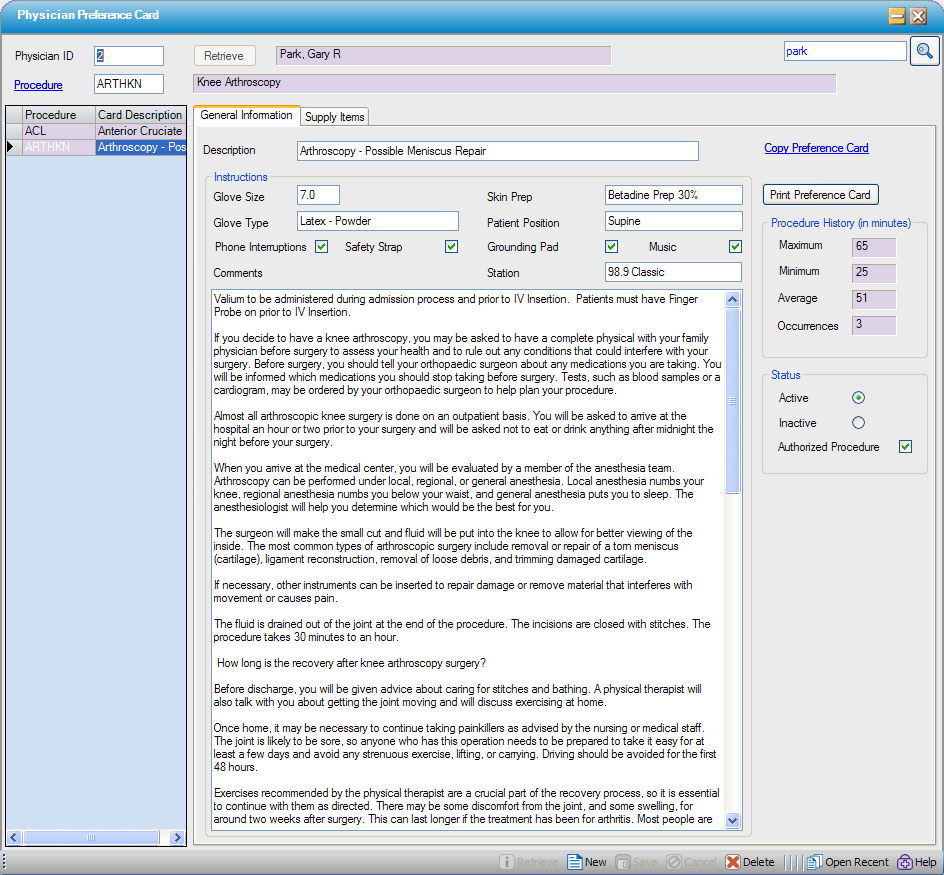 Physician Preference Card
Physician ID 2 Retrieve Park, Gary R park
Procedure ARTHKN Knee Arthroscopy
Procedure Card Description
ACL Anterior Cruciate
ARTHKN Arthroscopy - Pos
General Information Supply Items
Description Arthroscopy - Possible Meniscus Repair Copy Preference Card
Instructions
Glove Size 7.0 Skin Prep Betadine Prep 30% Print Preference Card
Glove Type Latex - Powder Patient Position Supine
Phone Interruptions Safety Strap Grounding Pad Music
Comments Station 98.9 Classic
Procedure History (in minutes)
Maximum 65
Minimum 25
Average 51
Occurrences 3
Status
Active
Inactive
Authorized Procedure
Valium to be administered during admission process and prior to IV Insertion.  Patients must have Finger
Probe on prior to IV Insertion.
If you decide to have a knee arthroscopy, you may be asked to have a complete physical with your family
physician before surgery to assess your health and to rule out any conditions that could interfere with your
surgery. Before surgery, you should tell your orthopaedic surgeon about any medications you are taking. You
will be informed which medications you should stop taking before surgery. Tests, such as blood samples or a
cardiogram, may be ordered by your orthopaedic surgeon to help plan your procedure.
Almost all arthroscopic knee surgery is done on an outpatient basis. You will be asked to arrive at the
hospital an hour or two prior to your surgery and will be asked not to eat or drink anything after midnight the
night before your surgery.
When you arrive at the medical center, you will be evaluated by a member of the anesthesia team.
Arthroscopy can be performed under local, regional, or general anesthesia. Local anesthesia numbs your
knee, regional anesthesia numbs you below your waist, and general anesthesia puts you to sleep. The
anesthesiologist will help you determine which would be the best for you.
The surgeon will make the small cut and fluid will be put into the knee to allow for better viewing of the
inside. The most common types of arthroscopic surgery include removal or repair of a torn meniscus
(cartilage), ligament reconstruction, removal of loose debris, and trimming damaged cartilage.
If necessary, other instruments can be inserted to repair damage or remove material that interferes with
movement or causes pain.
The fluid is drained out of the joint at the end of the procedure. The incisions are closed with stitches. The
procedure takes 30 minutes to an hour.
How long is the recovery after knee arthroscopy surgery?
Before discharge, you will be given advice about caring for stitches and bathing. A physical therapist will
also talk with you about getting the joint moving and will discuss exercising at home.
Once home, it may be necessary to continue taking painkillers as advised by the nursing or medical staff.
The joint is likely to be sore, so anyone who has this operation needs to be prepared to take it easy for at
least a few days and avoid any strenuous exercise, lifting, or carrying. Driving should be avoided for the first
48 hours.
Exercises recommended by the physical therapist are a crucial part of the recovery process, so it is essential
to continue with them as directed. There may be some discomfort from the joint, and some swelling, for
around two weeks after surgery. This can last longer if the treatment has been for arthritis. Most people are
Retrieve New Save Cancel Delete Open Recent Help